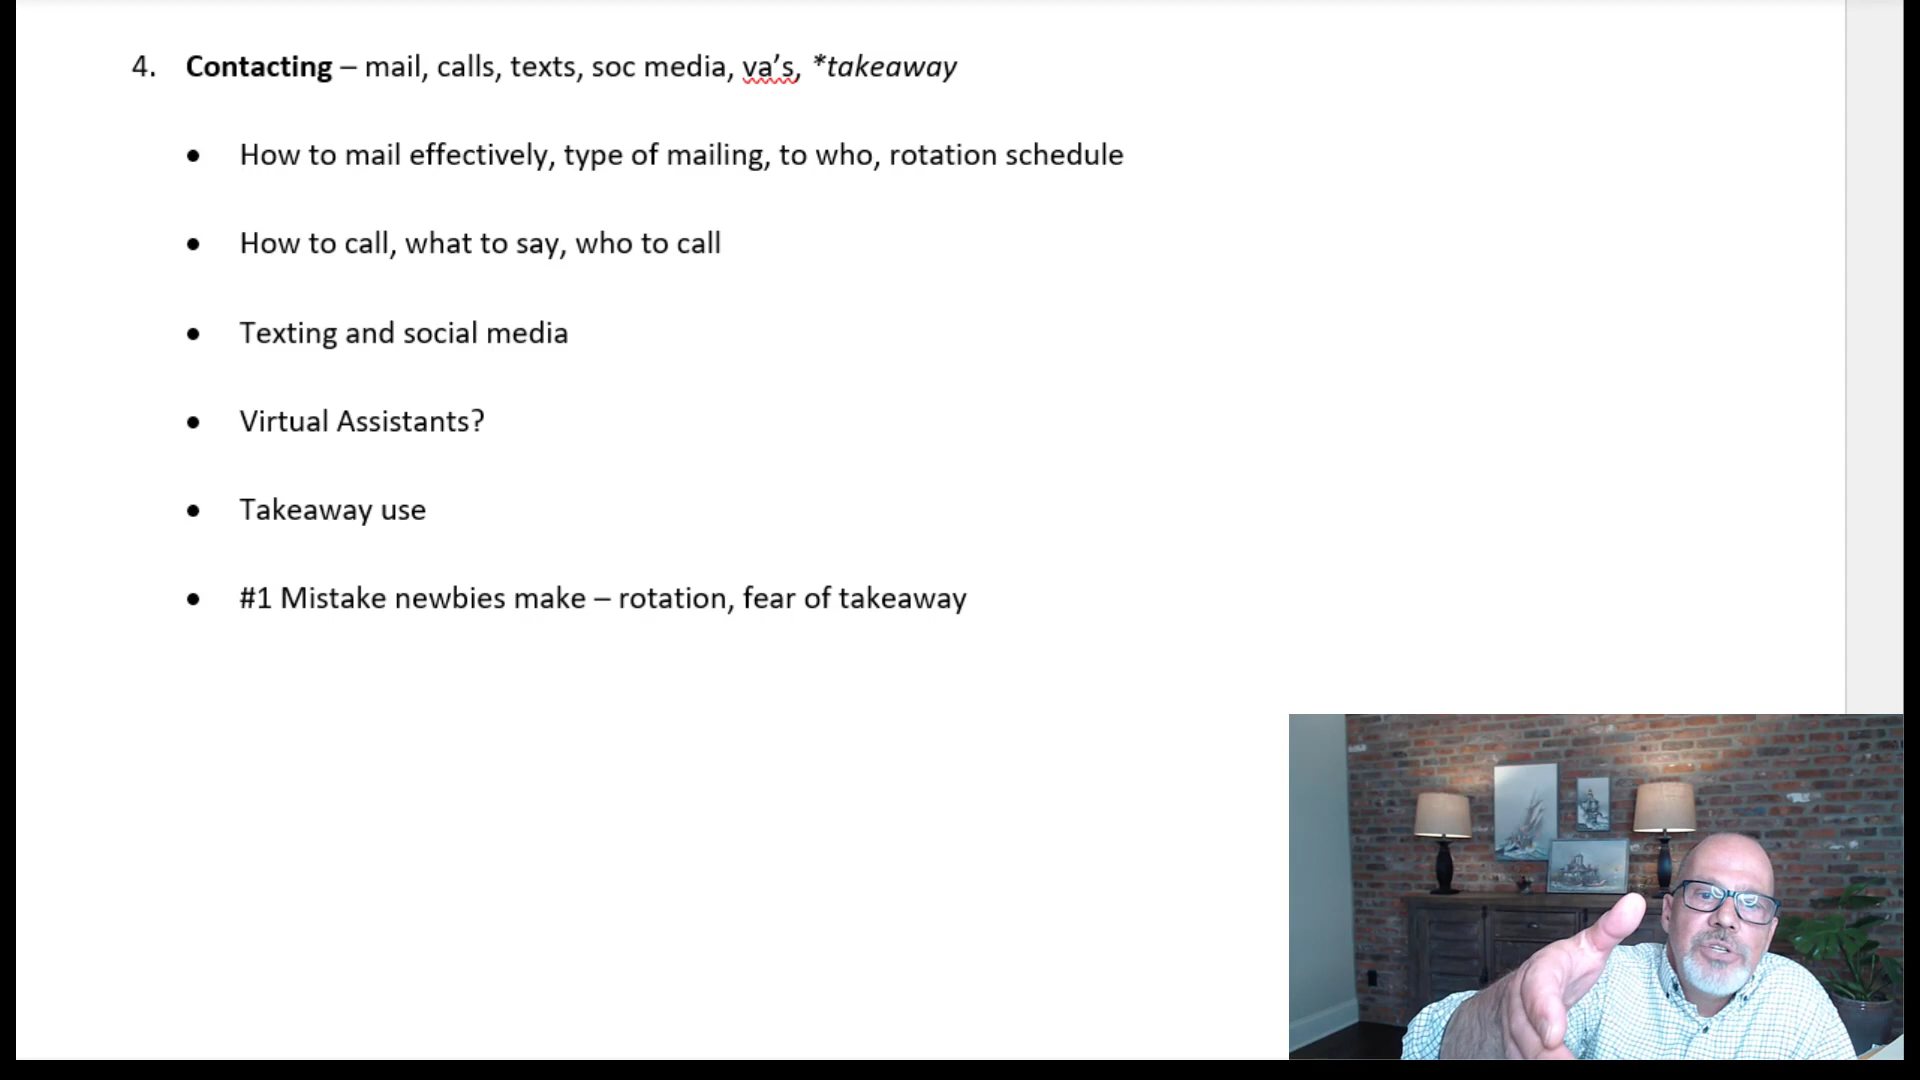 4. Contacting – mail, calls, texts, soc media, va’s, *takeaway
• How to mail effectively, type of mailing, to who, rotation schedule
• How to call, what to say, who to call
• Texting and social media
• Virtual Assistants?
• Takeaway use
• #1 Mistake newbies make – rotation, fear of takeaway